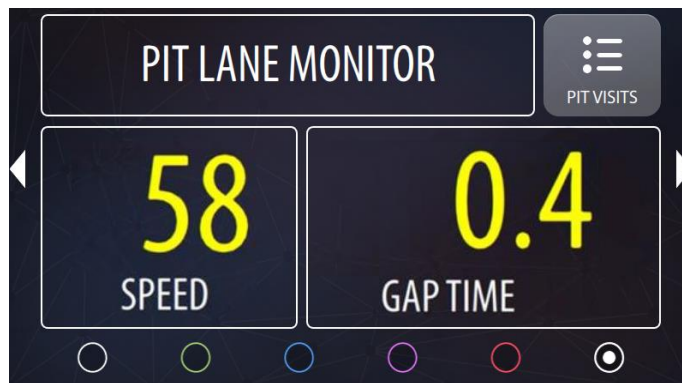 PIT LANE MONITOR
PIT VISITS
58
SPEED
0.4
GAP TIME